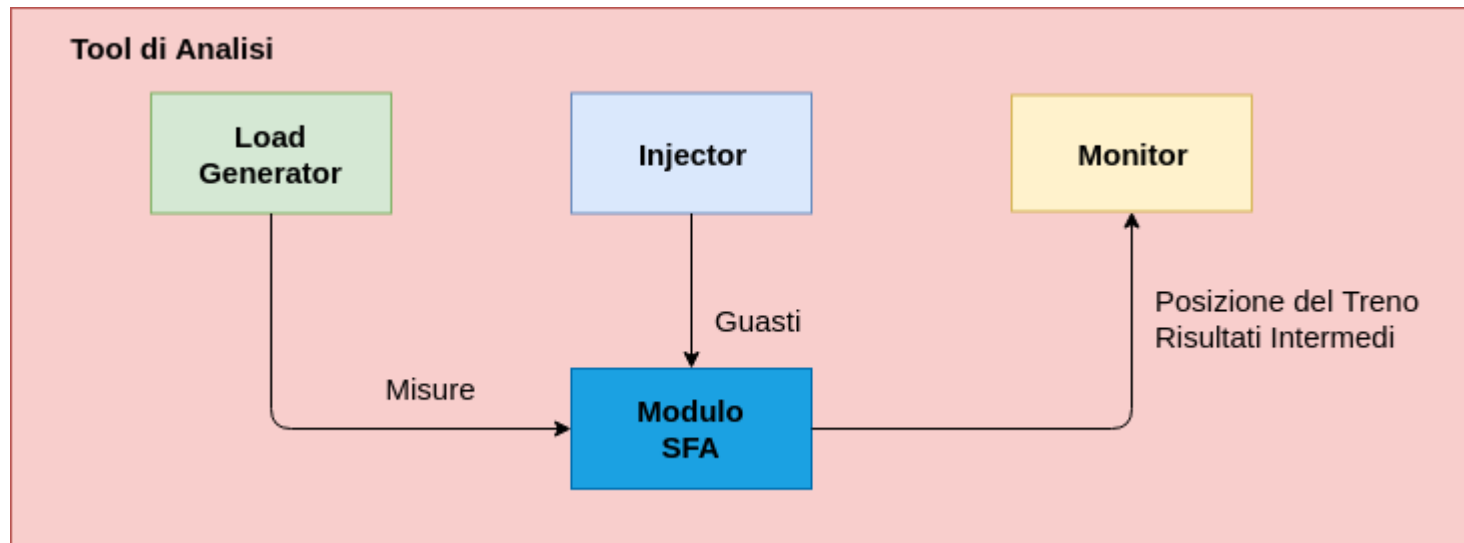 Tool di Analisi
Load
Generator
Injector
Monitor
Guasti
Posizione del Treno
Risultati Intermedi
Misure
Modulo
SFA